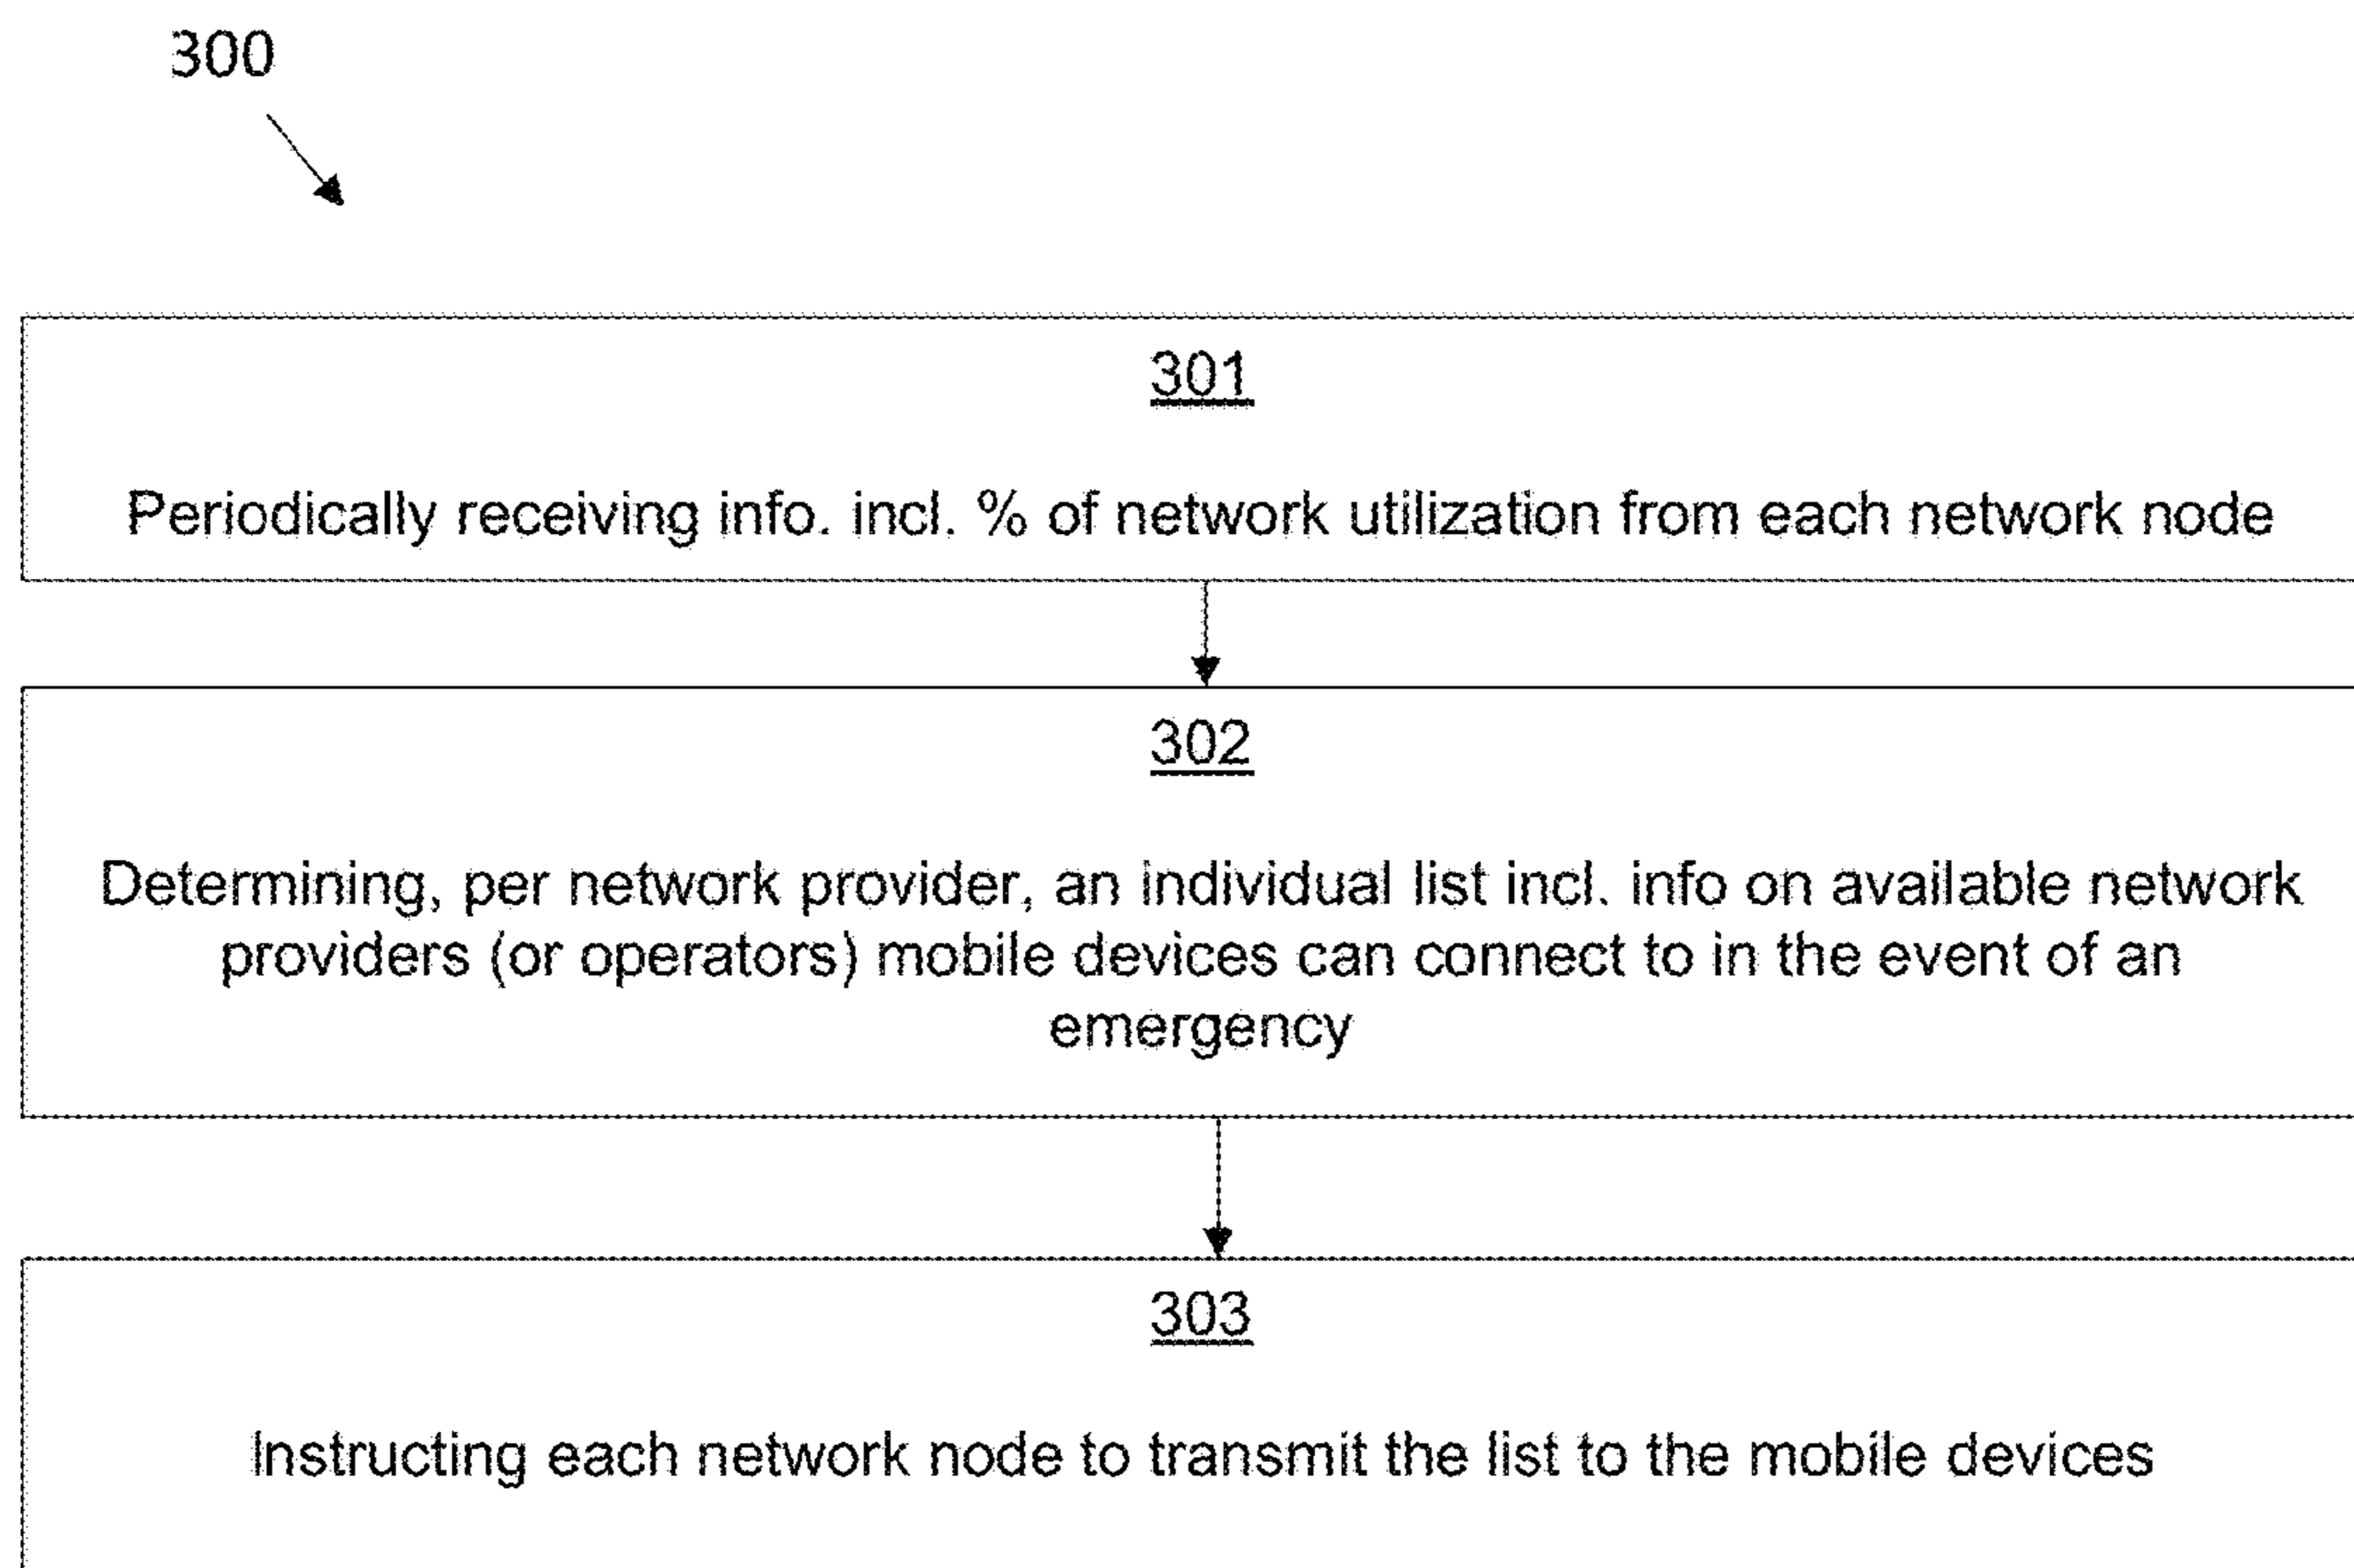 300
301
Periodically receiving info. incl. % of network utilization from each network node
302
Determining, per network provider, an individual list incl. info on available network
providers (or operators) mobile devices can connect to in the event of an
emergency
303
Instructing each network node to transmit the list to the mobile devices